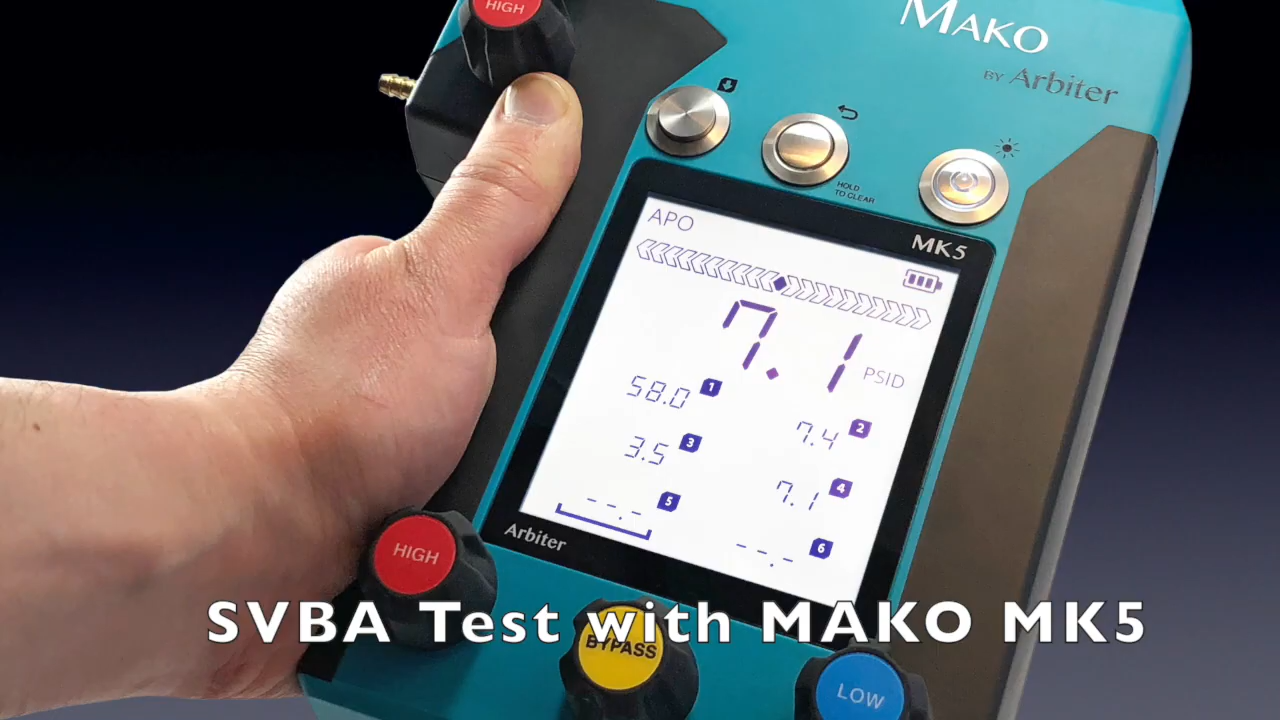 HIGH
MAKO
BY Arbiter
HOLD
TO CLEAR
MK5
APO
7.1 PSID
58.0 1
7.4 2
3.5 3
7.1 4
--.- 5
--.- 6
Arbiter
HIGH
SVBA Test with MAKO MK5
BYPASS
LOW